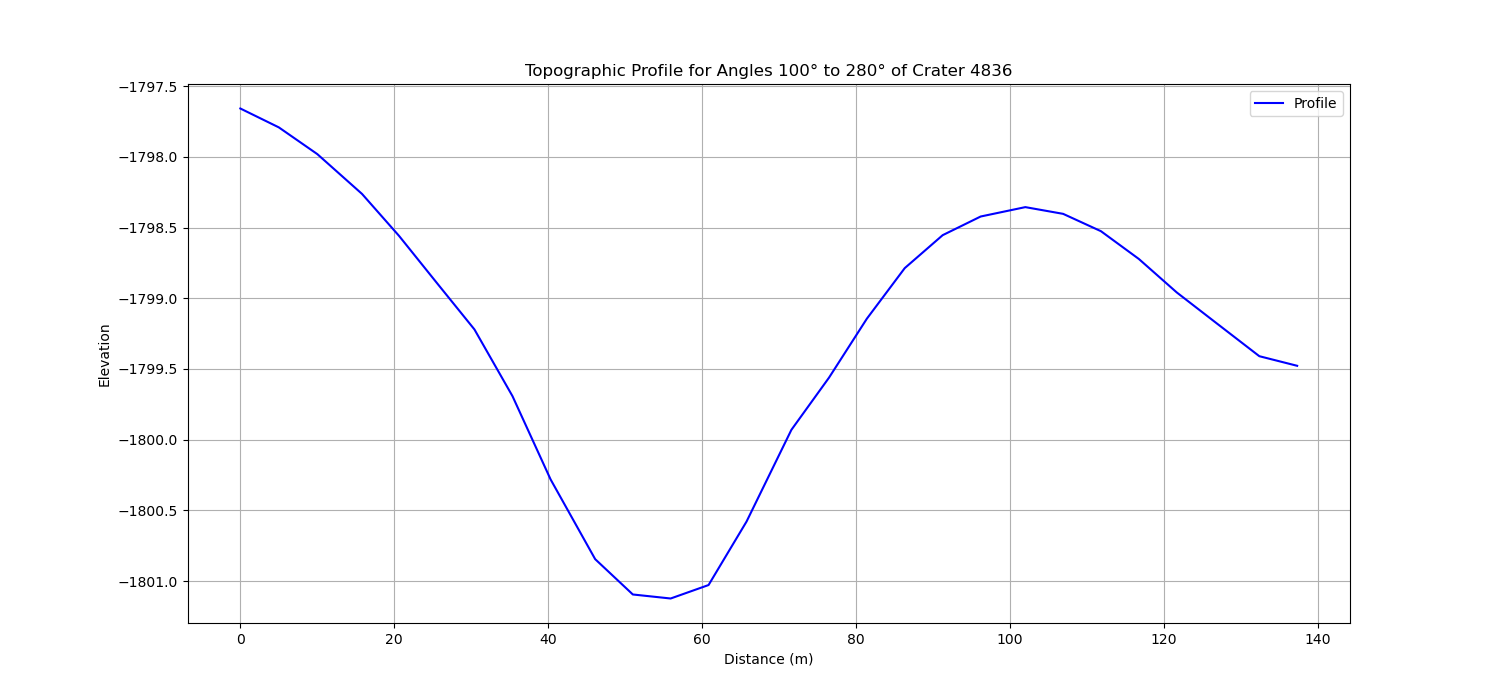 Topographic Profile for Angles 100° to 280° of Crater 4836
Profile
Elevation
−1797.5
−1798.0
−1798.5
−1799.0
−1799.5
−1800.0
−1800.5
−1801.0
0 20 40 60 80 100 120 140
Distance (m)